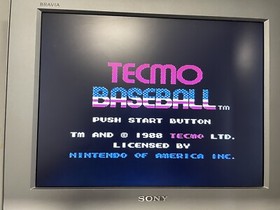 BRAVIA
TECMO
BASEBALL TM
PUSH START BUTTON
TM AND © 1988 TECMO LTD.
LICENSED BY
NINTENDO OF AMERICA INC.
SONY